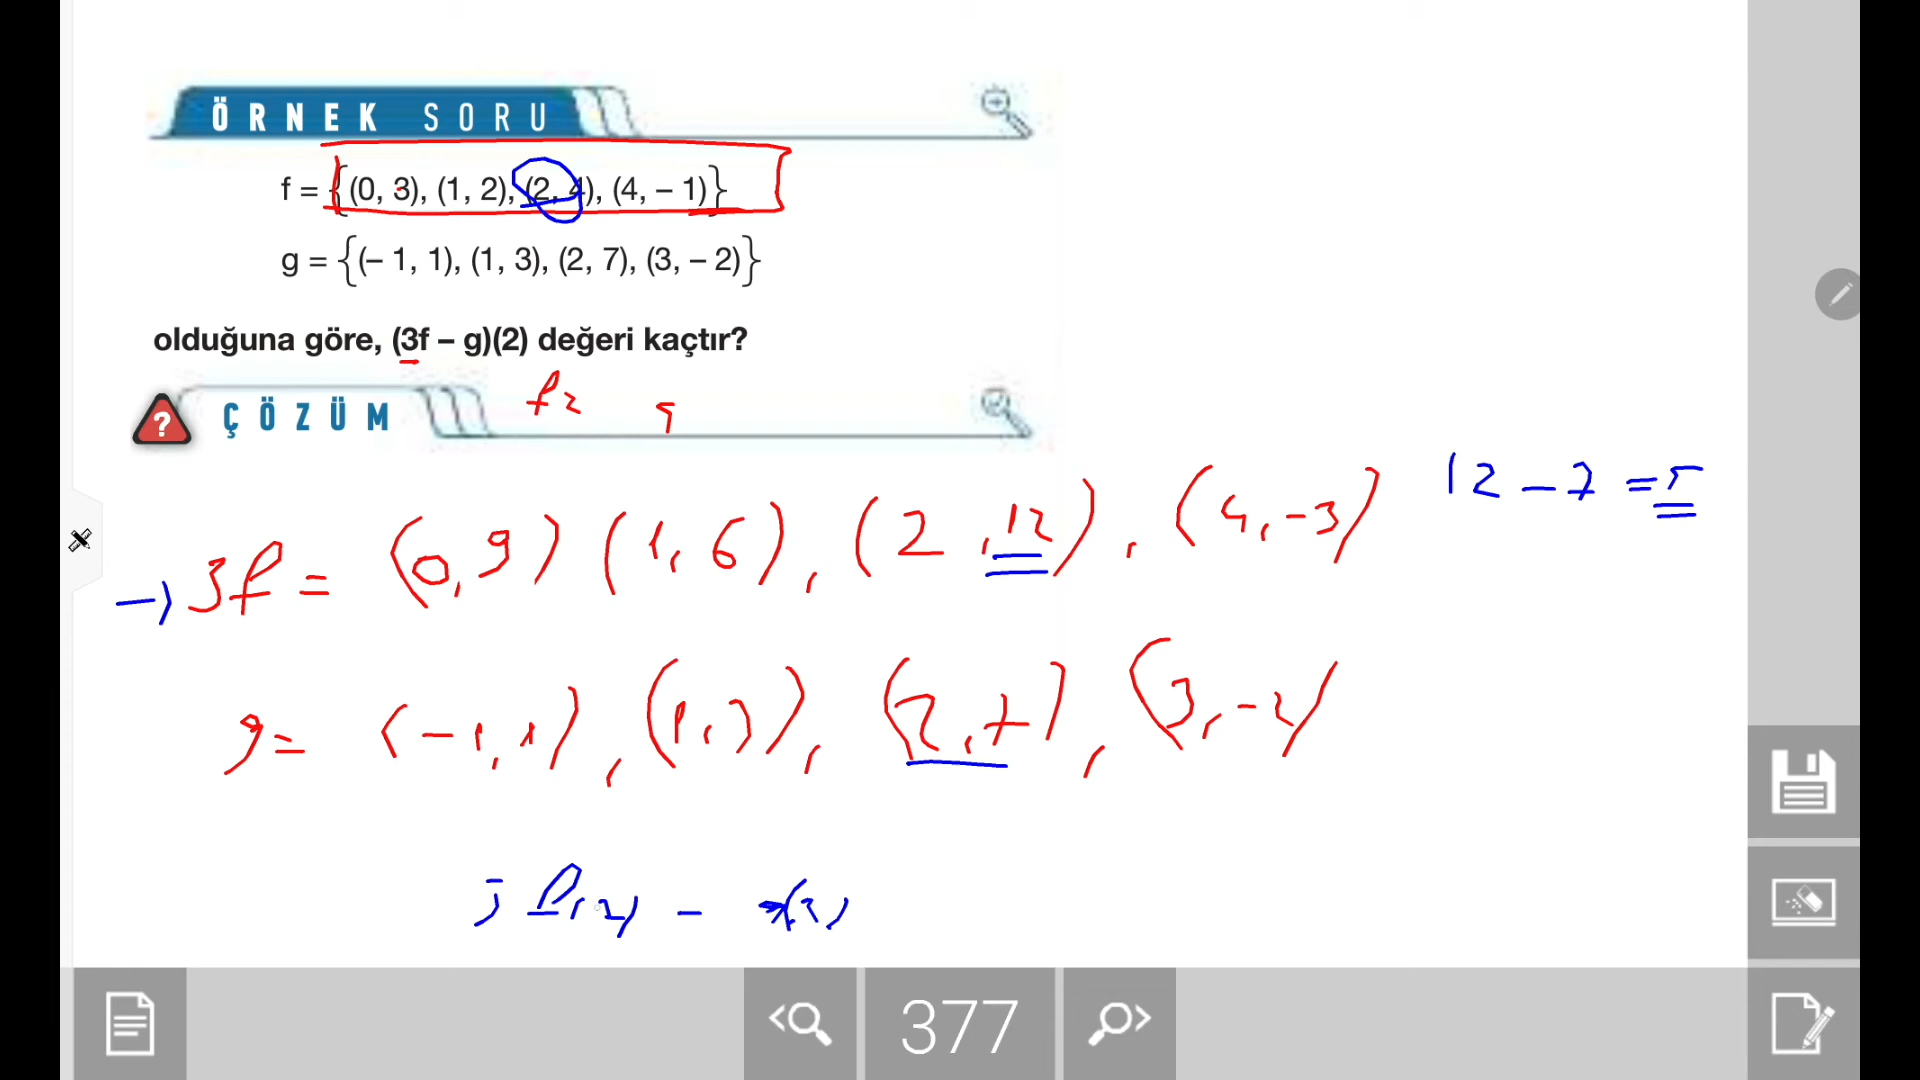 ÖRNEK SORU
f = {(0, 3), (1, 2), (2, 4), (4, – 1)}
g = {(– 1, 1), (1, 3), (2, 7), (3, – 2)}
olduğuna göre, (3f – g)(2) değeri kaçtır?
? ÇÖZÜM
12 – 7 = 5
→ 3f = (0, 9) (1, 6), (2, 12), (4, –3)
g = (–1, 1), (1, 3), (2, 7), (3, –2)
3 f(2) –
377